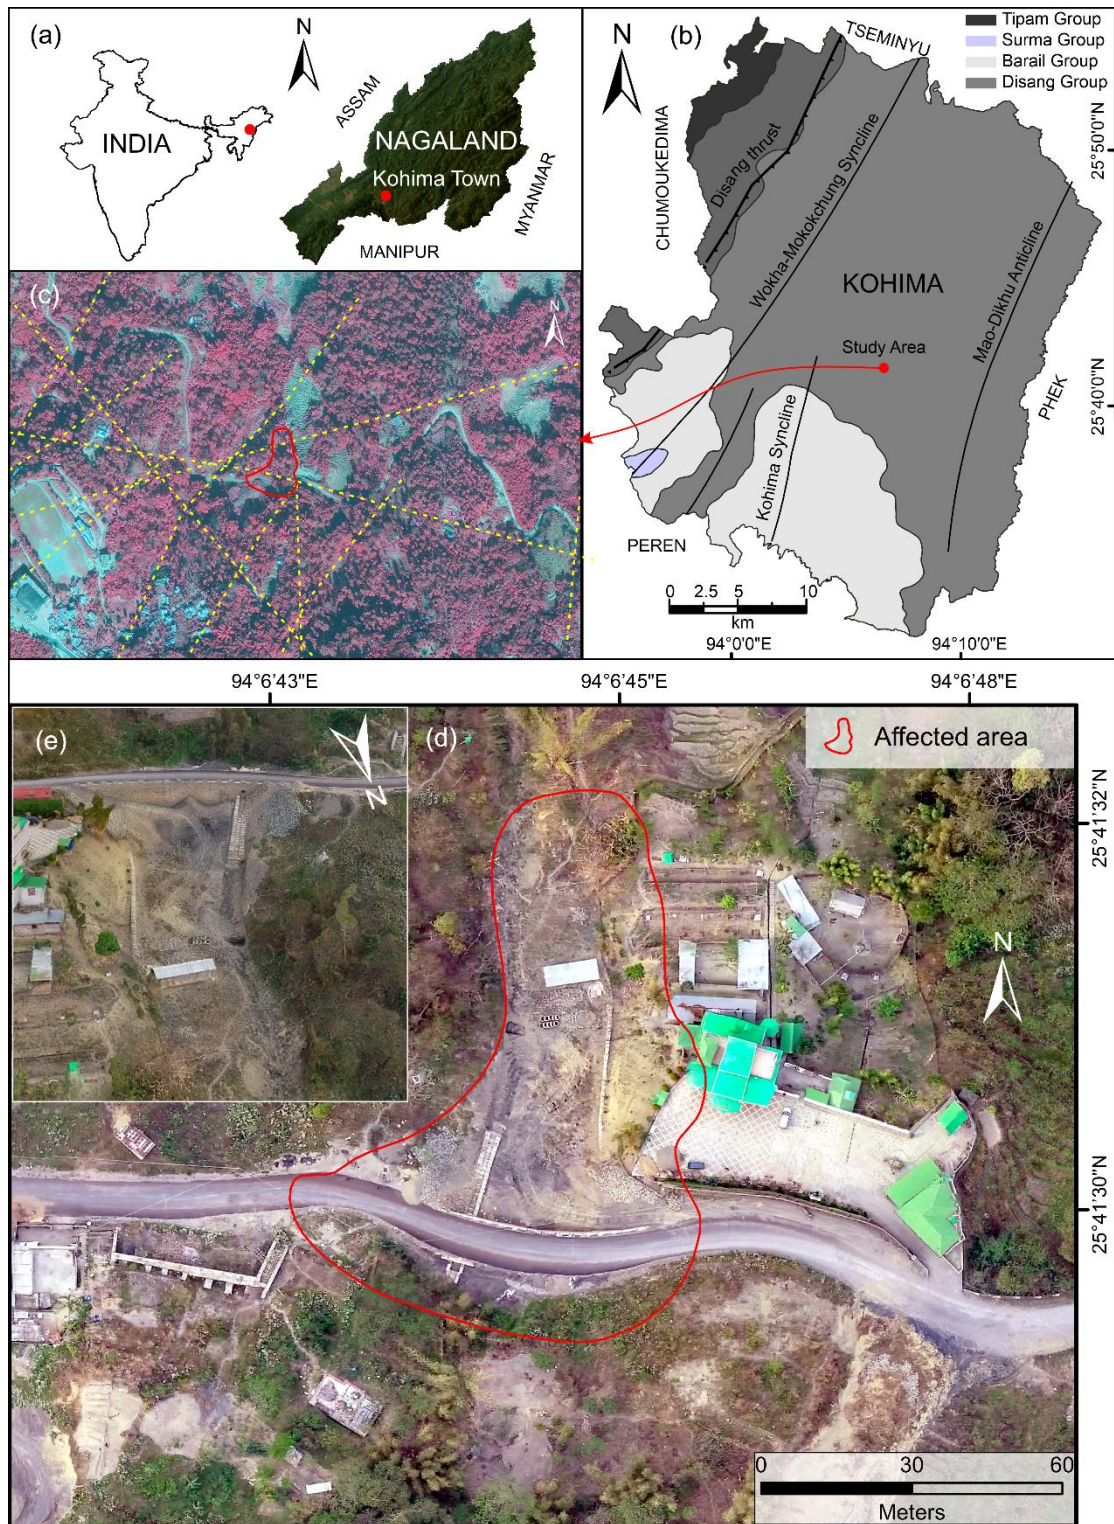 (a)
N
INDIA
ASSAM
NAGALAND
Kohima Town
MYANMAR
MANIPUR
(b)
N
TSEMINYU
Tipam Group
Surma Group
Barail Group
Disang Group
CHUMOUKEDIMA
Disang thrust
Wokha-Mokokchung Syncline
KOHIMA
Study Area
Mao-Dikhu Anticline
Kohima Syncline
PHEK
PEREN
25°50'0"N
25°40'0"N
0 2.5 5 10
km
94°0'0"E 94°10'0"E
(c)
N
94°6'43"E 94°6'45"E 94°6'48"E
(e)
N
(d)
Affected area
N
25°41'32"N
25°41'30"N
0 30 60
Meters